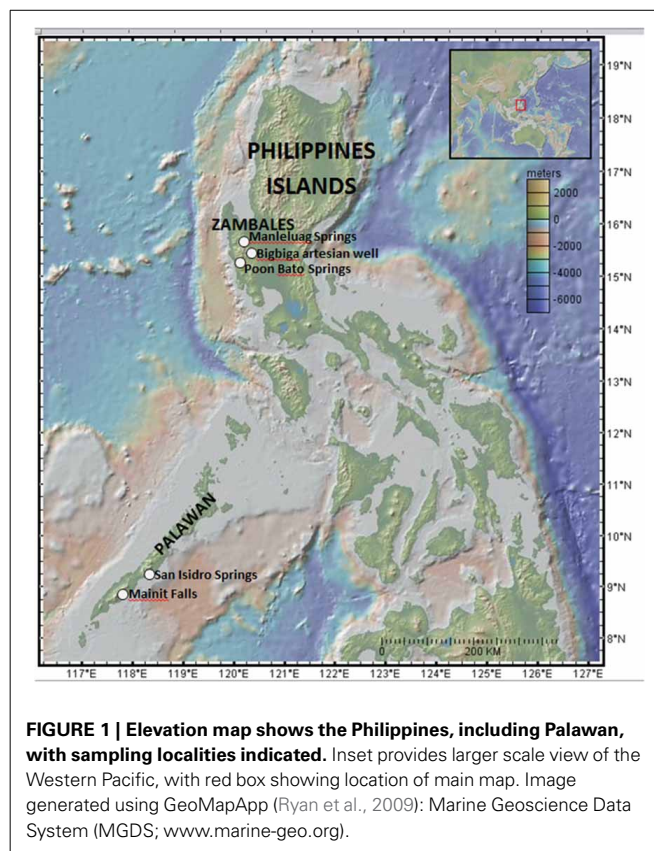 19°N
18°N
PHILIPPINES
ISLANDS
17°N
meters
2000
0
-2000
-4000
-6000
ZAMBALES
16°N
Manleluag Springs
Bigbiga artesian well
Poon Bato Springs
15°N
14°N
13°N
12°N
11°N
PALAWAN
10°N
San Isidro Springs
9°N
Mainit Falls
8°N
0 200 KM
117°E 118°E 119°E 120°E 121°E 122°E 123°E 124°E 125°E 126°E 127°E
FIGURE 1 | Elevation map shows the Philippines, including Palawan,
with sampling localities indicated. Inset provides larger scale view of the
Western Pacific, with red box showing location of main map. Image
generated using GeoMapApp (Ryan et al., 2009): Marine Geoscience Data
System (MGDS; www.marine-geo.org).